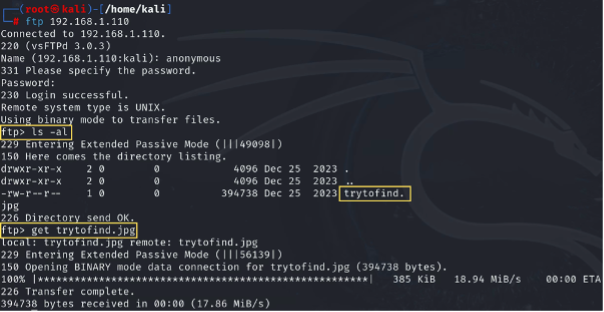 ┌──(root㉿kali)-[/home/kali]
└─# ftp 192.168.1.110
Connected to 192.168.1.110.
220 (vsFTPd 3.0.3)
Name (192.168.1.110:kali): anonymous
331 Please specify the password.
Password:
230 Login successful.
Remote system type is UNIX.
Using binary mode to transfer files.
ftp> ls -al
229 Entering Extended Passive Mode (|||49098|)
150 Here comes the directory listing.
drwxr-xr-x    2 0        0            4096 Dec 25  2023 .
drwxr-xr-x    2 0        0            4096 Dec 25  2023 ..
-rw-r--r--    1 0        0          394738 Dec 25  2023 trytofind.
jpg
226 Directory send OK.
ftp> get trytofind.jpg
local: trytofind.jpg remote: trytofind.jpg
229 Entering Extended Passive Mode (|||56139|)
150 Opening BINARY mode data connection for trytofind.jpg (394738 bytes).
100% |***************************************************| 385 KiB   18.94 MiB/s    00:00 ETA
226 Transfer complete.
394738 bytes received in 00:00 (17.86 MiB/s)